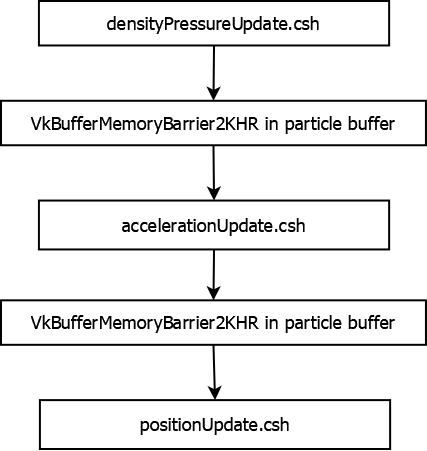 densityPressureUpdate.csh
VkBufferMemoryBarrier2KHR in particle buffer
accelerationUpdate.csh
VkBufferMemoryBarrier2KHR in particle buffer
positionUpdate.csh